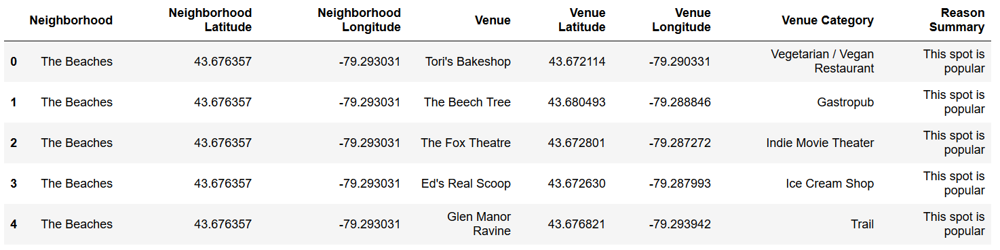 Neighborhood Neighborhood Latitude Neighborhood Longitude Venue Venue Latitude Venue Longitude Venue Category Reason Summary
0 The Beaches 43.676357 -79.293031 Tori's Bakeshop 43.672114 -79.290331 Vegetarian / Vegan Restaurant This spot is popular
1 The Beaches 43.676357 -79.293031 The Beech Tree 43.680493 -79.288846 Gastropub This spot is popular
2 The Beaches 43.676357 -79.293031 The Fox Theatre 43.672801 -79.287272 Indie Movie Theater This spot is popular
3 The Beaches 43.676357 -79.293031 Ed's Real Scoop 43.672630 -79.287993 Ice Cream Shop This spot is popular
4 The Beaches 43.676357 -79.293031 Glen Manor Ravine 43.676821 -79.293942 Trail This spot is popular